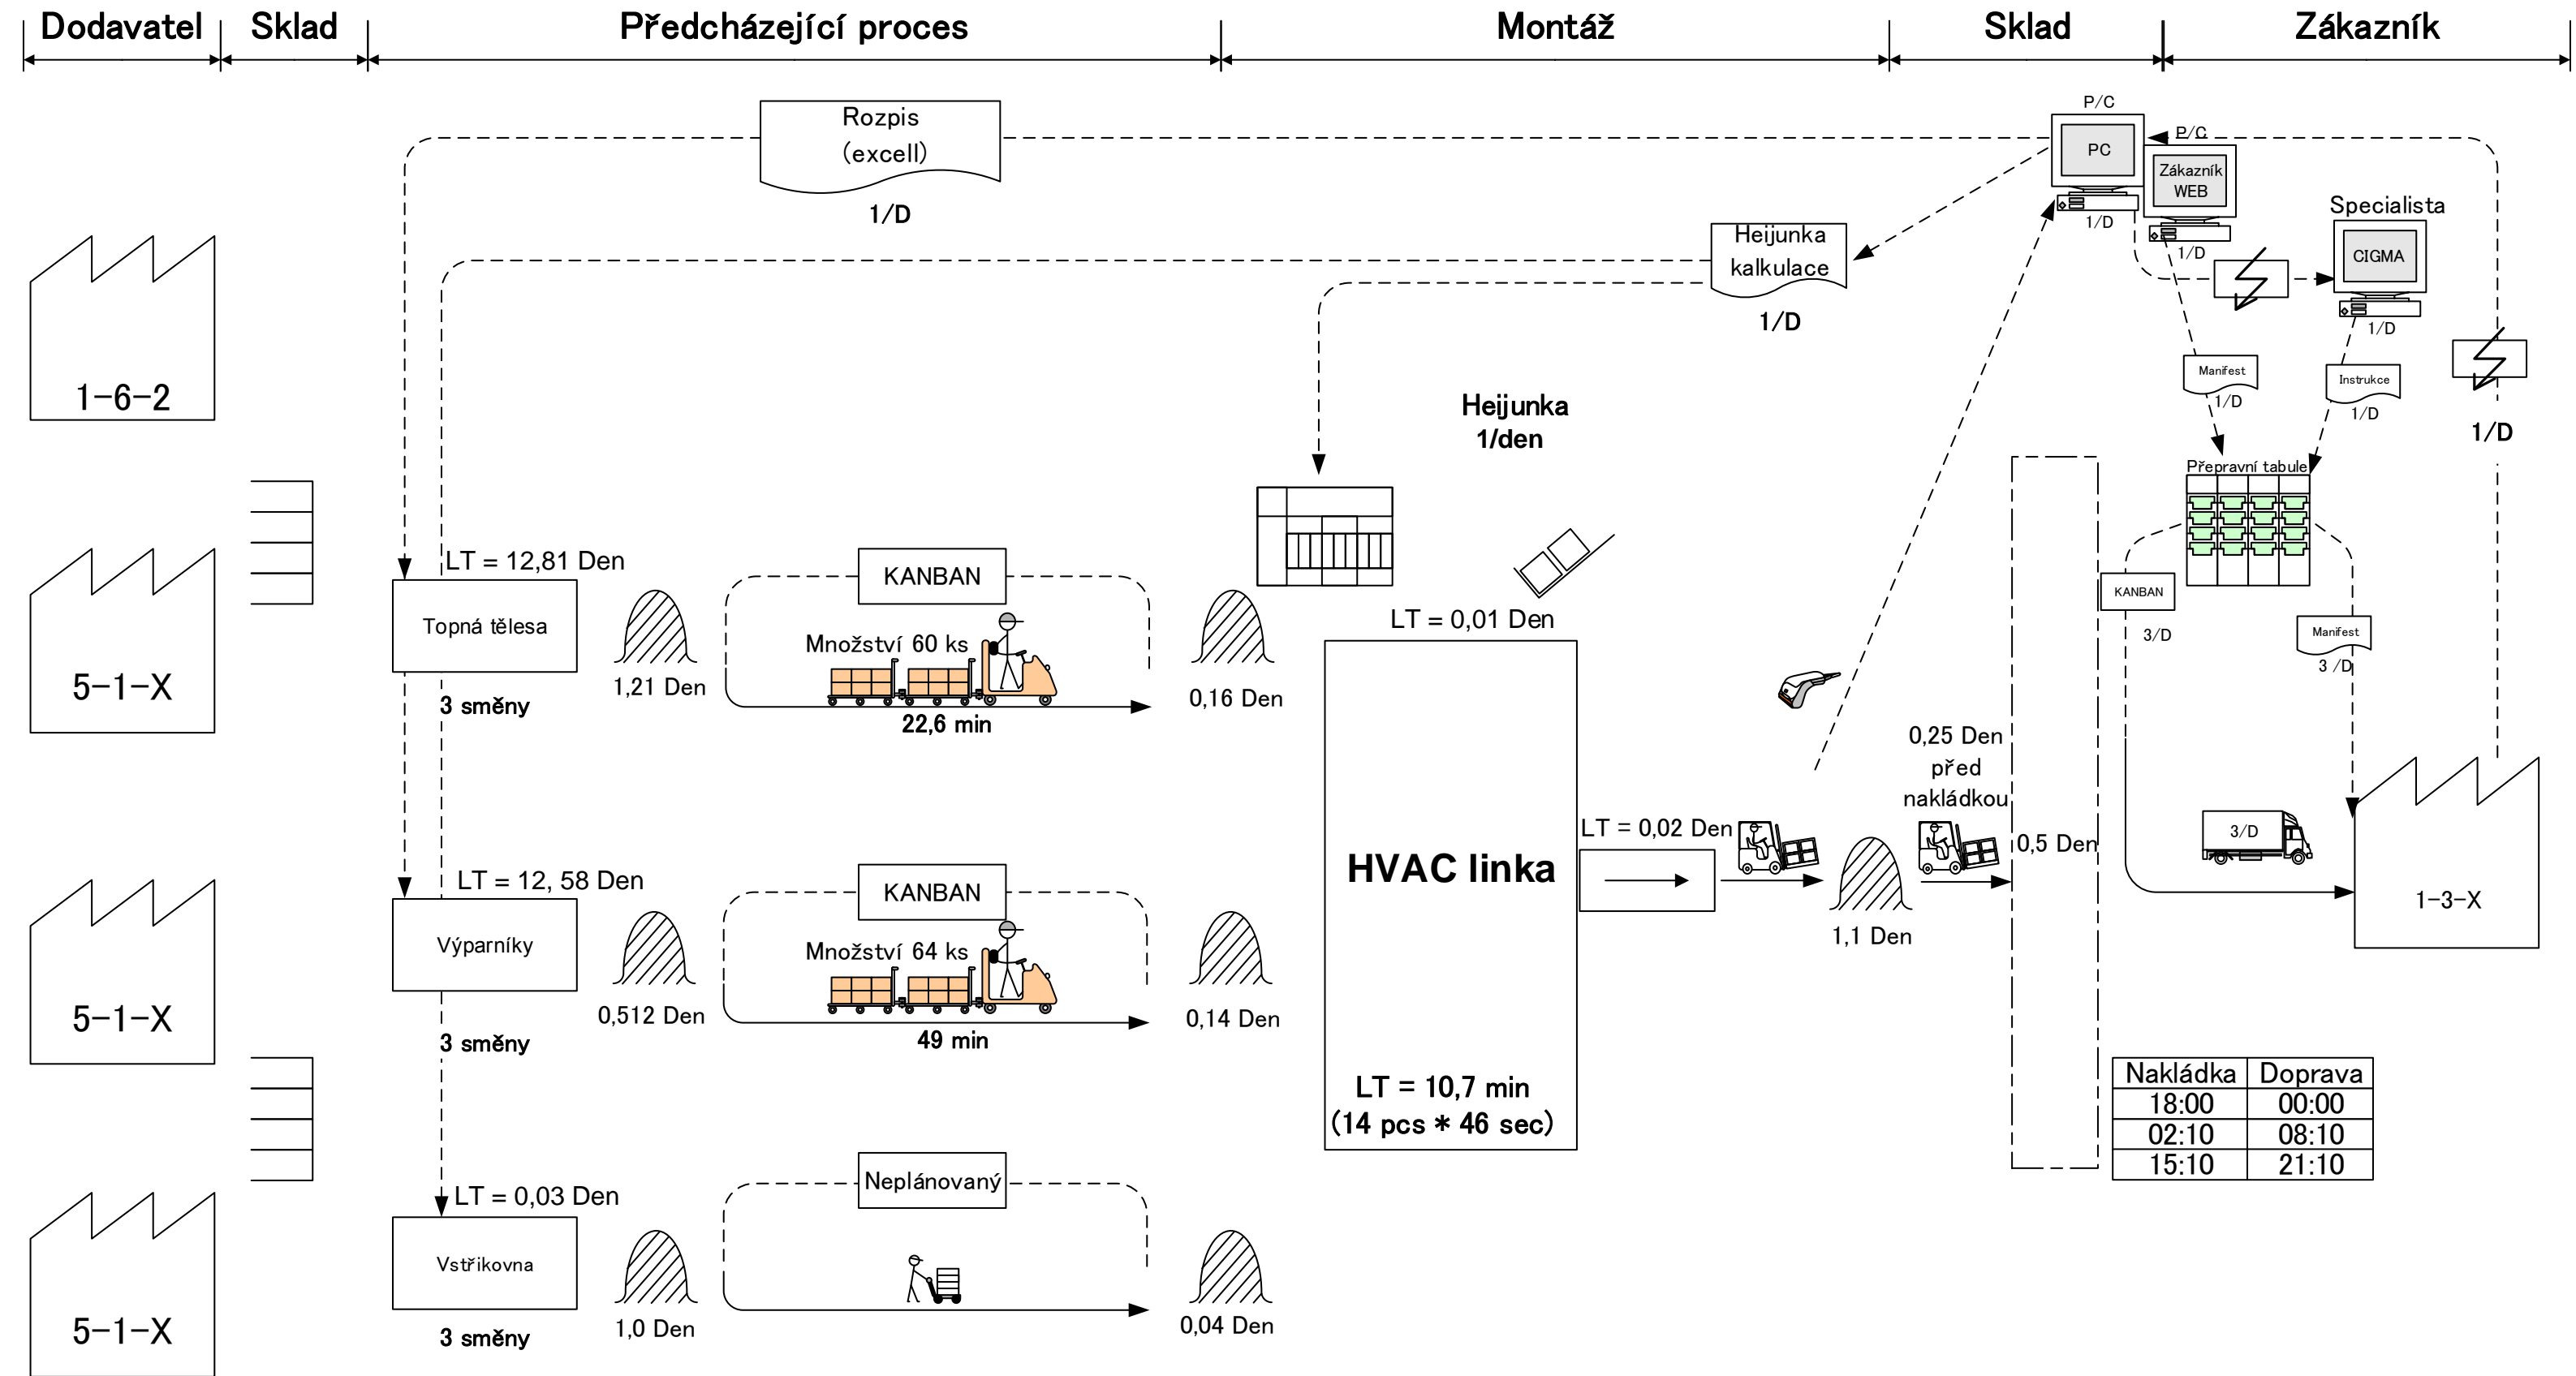 Dodavatel
Sklad
Předcházející proces
Montáž
Sklad
Zákazník
Rozpis
(excell)
1/D
P/C
PC
1/D
P/C
Zákazník
WEB
1/D
Specialista
CIGMA
1/D
Heijunka
kalkulace
1/D
Manifest
1/D
Instrukce
1/D
1/D
1-6-2
Heijunka
1/den
Přepravní tabule
5-1-X
LT = 12,81 Den
Topná tělesa
3 směny
1,21 Den
KANBAN
Množství 60 ks
22,6 min
0,16 Den
LT = 0,01 Den
HVAC linka
LT = 10,7 min
(14 pcs * 46 sec)
LT = 0,02 Den
1,1 Den
0,25 Den
před
nakládkou
0,5 Den
KANBAN
3/D
Manifest
3 /D
3/D
1-3-X
5-1-X
LT = 12, 58 Den
Výparníky
3 směny
0,512 Den
KANBAN
Množství 64 ks
49 min
0,14 Den
Nakládka Doprava
18:00 00:00
02:10 08:10
15:10 21:10
5-1-X
LT = 0,03 Den
Vstřikovna
3 směny
1,0 Den
Neplánovaný
0,04 Den